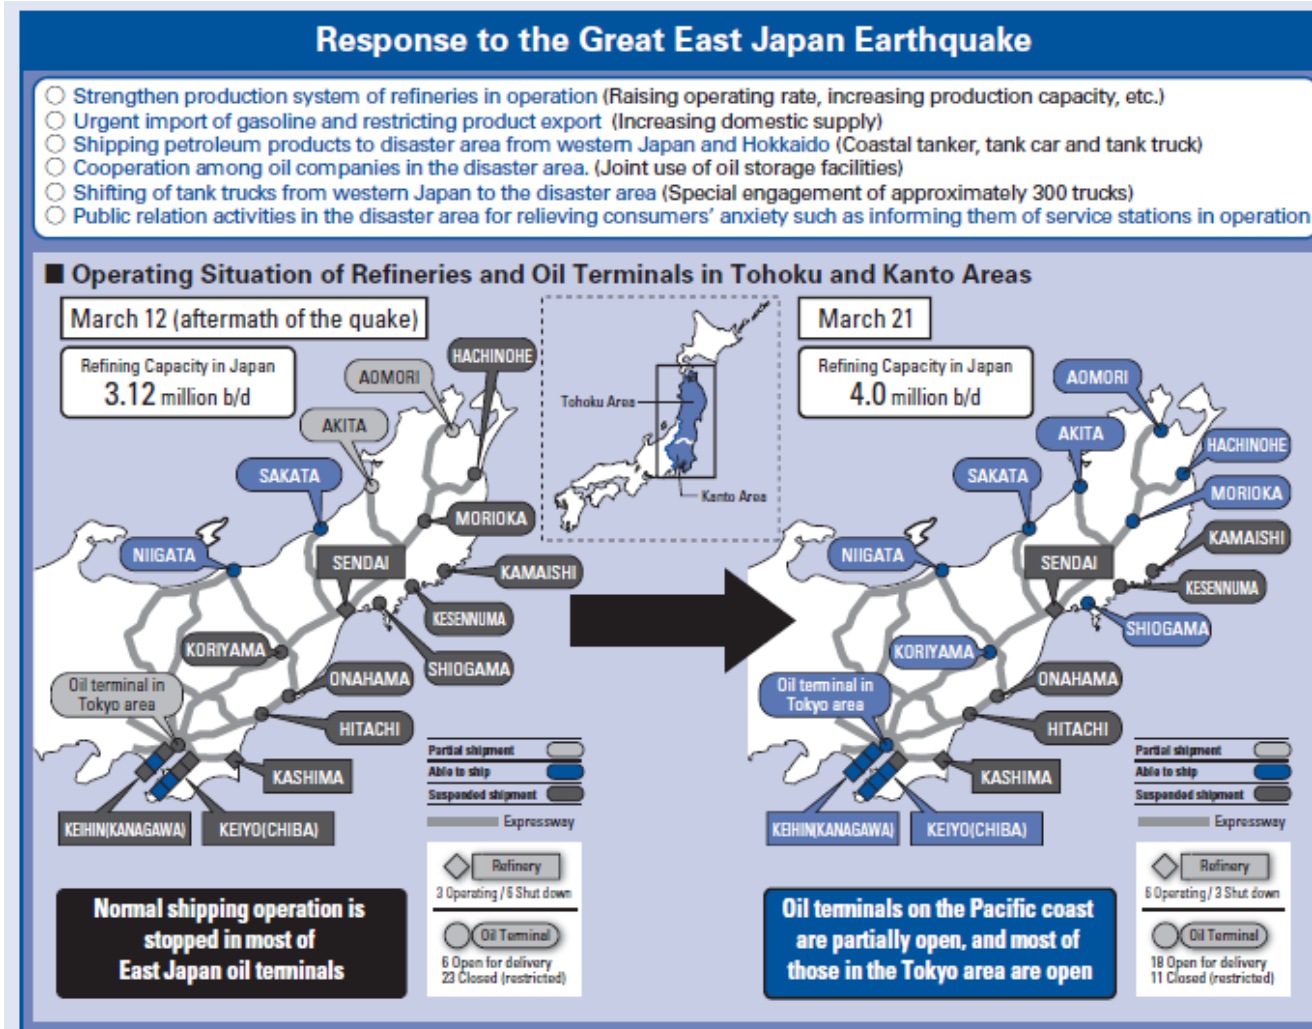 Response to the Great East Japan Earthquake
○ Strengthen production system of refineries in operation (Raising operating rate, increasing production capacity, etc.)
○ Urgent import of gasoline and restricting product export (Increasing domestic supply)
○ Shipping petroleum products to disaster area from western Japan and Hokkaido (Coastal tanker, tank car and tank truck)
○ Cooperation among oil companies in the disaster area. (Joint use of oil storage facilities)
○ Shifting of tank trucks from western Japan to the disaster area (Special engagement of approximately 300 trucks)
○ Public relation activities in the disaster area for relieving consumers' anxiety such as informing them of service stations in operation
■ Operating Situation of Refineries and Oil Terminals in Tohoku and Kanto Areas
March 12 (aftermath of the quake)
Refining Capacity in Japan
3.12 million b/d
AOMORI
HACHINOHE
AKITA
SAKATA
MORIOKA
NIIGATA
SENDAI
KAMAISHI
KESENNUMA
KORIYAMA
SHIOGAMA
ONAHAMA
Oil terminal in
Tokyo area
HITACHI
KASHIMA
KEIHIN(KANAGAWA)
KEIYO(CHIBA)
Partial shipment
Able to ship
Suspended shipment
Expressway
Refinery
3 Operating / 6 Shut down
Oil Terminal
6 Open for delivery
23 Closed (restricted)
Normal shipping operation is
stopped in most of
East Japan oil terminals
Tohoku Area
Kanto Area
March 21
Refining Capacity in Japan
4.0 million b/d
AOMORI
AKITA
HACHINOHE
SAKATA
MORIOKA
KAMAISHI
NIIGATA
SENDAI
KESENNUMA
SHIOGAMA
KORIYAMA
ONAHAMA
Oil terminal in
Tokyo area
HITACHI
KASHIMA
KEIHIN(KANAGAWA)
KEIYO(CHIBA)
Partial shipment
Able to ship
Suspended shipment
Expressway
Refinery
6 Operating / 3 Shut down
Oil Terminal
18 Open for delivery
11 Closed (restricted)
Oil terminals on the Pacific coast
are partially open, and most of
those in the Tokyo area are open